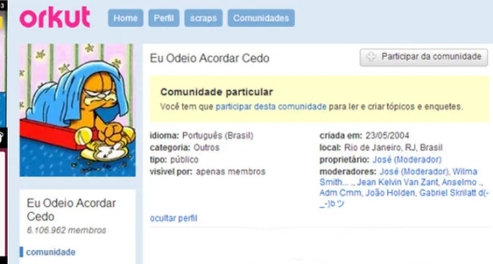 orkut
Home Perfil scraps Comunidades
Eu Odeio Acordar Cedo
Participar da comunidade
Comunidade particular
Você tem que participar desta comunidade para ler e criar tópicos e enquetes.
idioma: Português (Brasil)
categoria: Outros
tipo: público
visivel por: apenas membros
ocultar perfil
criada em: 23/05/2004
local: Rio de Janeiro, RJ, Brasil
proprietário: José (Moderador)
moderadores: José (Moderador), Wilma
Smith... ., Jean Kelvin Van Zant, Anselmo .,
Adm Cmm, João Holden, Gabriel Skrilatt d(-
_-)b ツ
Eu Odeio Acordar
Cedo
6.106.962 membros
comunidade